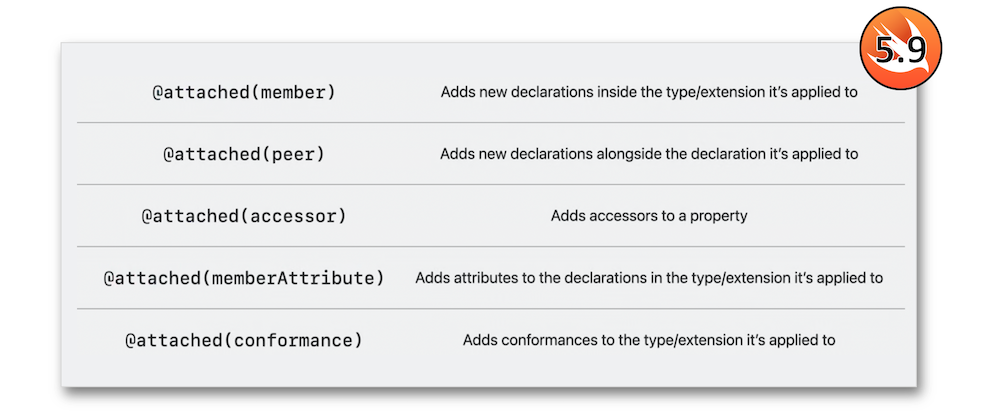 5.9
@attached(member) Adds new declarations inside the type/extension it’s applied to
@attached(peer) Adds new declarations alongside the declaration it’s applied to
@attached(accessor) Adds accessors to a property
@attached(memberAttribute) Adds attributes to the declarations in the type/extension it’s applied to
@attached(conformance) Adds conformances to the type/extension it’s applied to